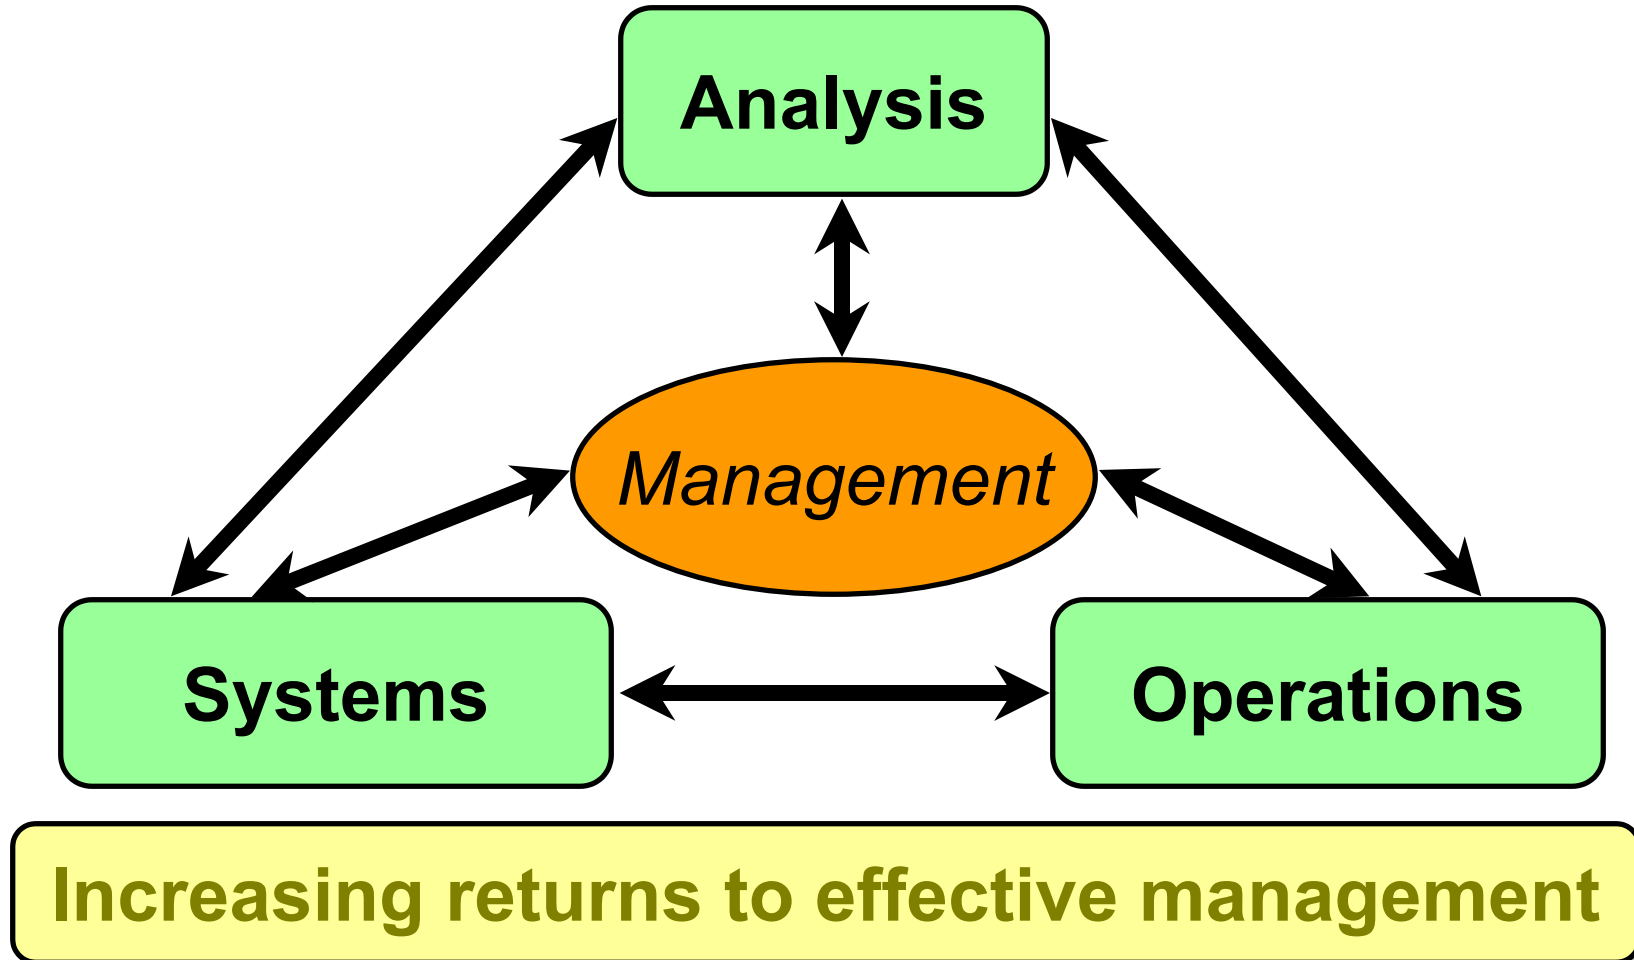 Analysis
Management
Systems
Operations
Increasing returns to effective management